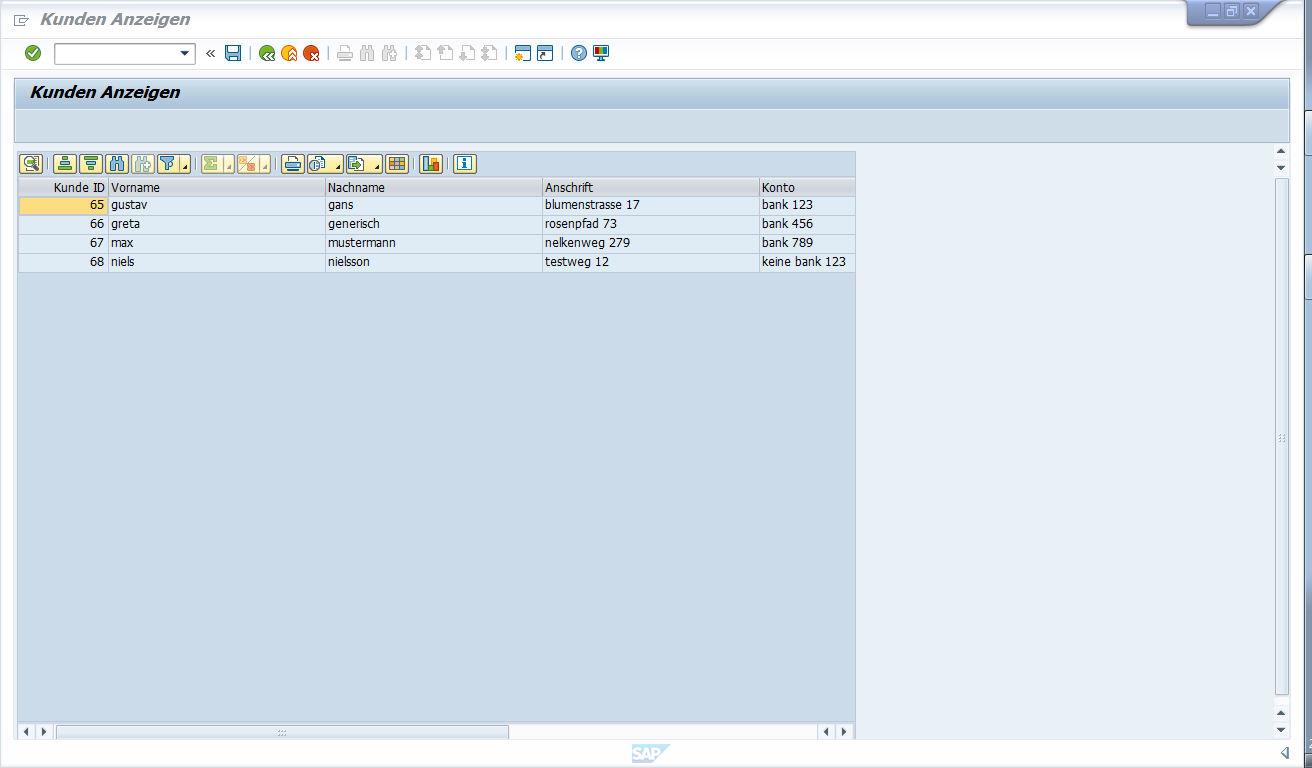 Kunden Anzeigen
Kunden Anzeigen
Kunde ID Vorname Nachname Anschrift Konto
65 gustav gans blumenstrasse 17 bank 123
66 greta generisch rosenpfad 73 bank 456
67 max mustermann nelkenweg 279 bank 789
68 niels nielsson testweg 12 keine bank 123
SAP